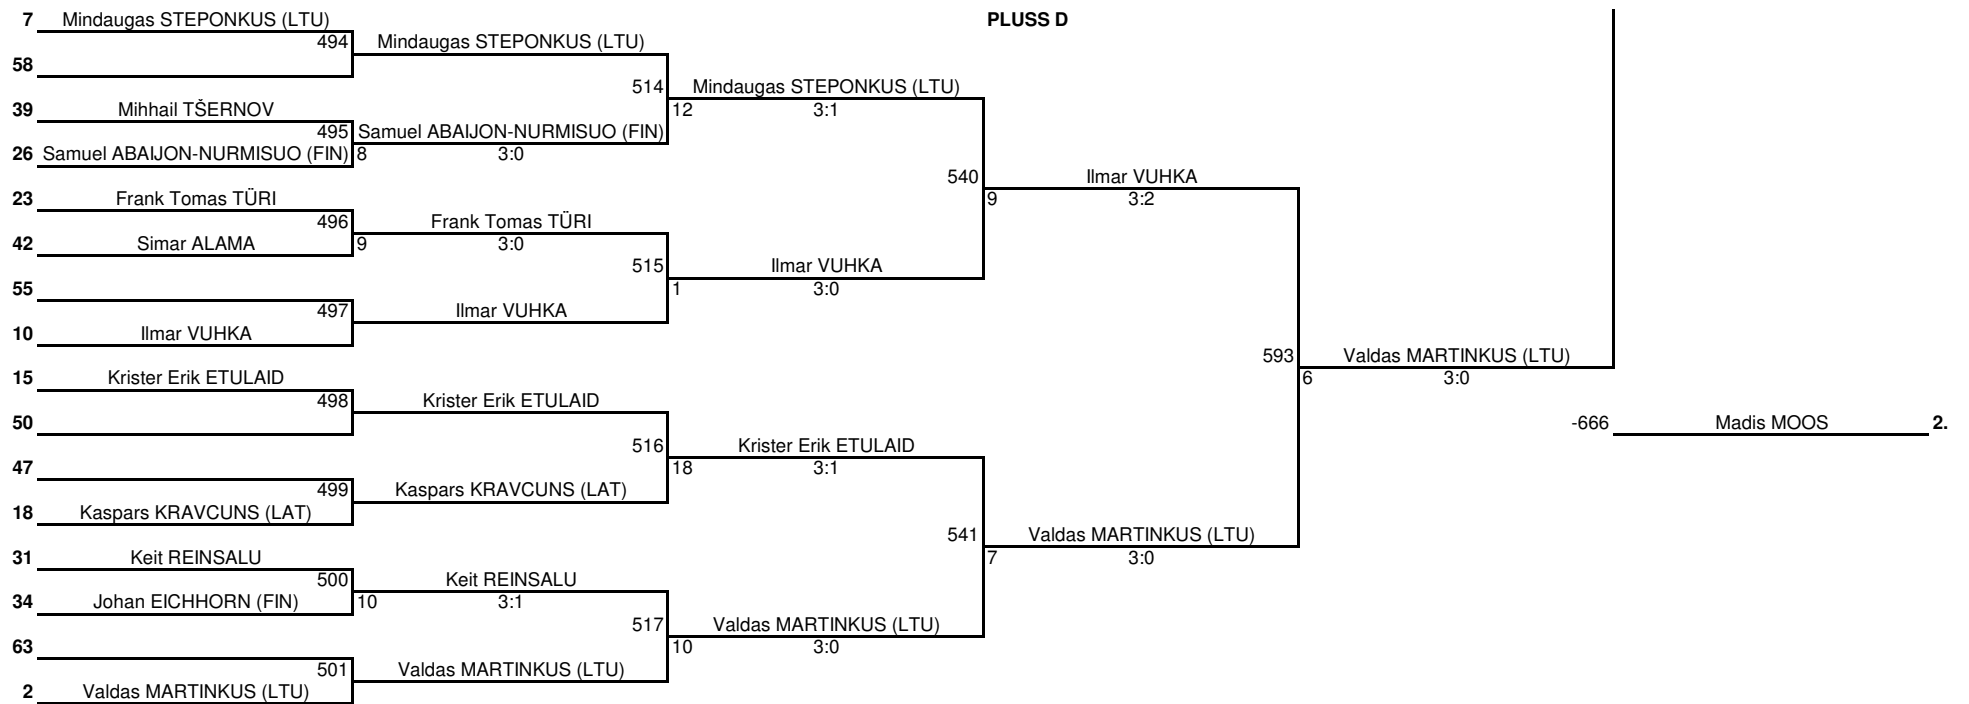 7 Mindaugas STEPONKUS (LTU) PLUSS D
494 Mindaugas STEPONKUS (LTU)
58
514 Mindaugas STEPONKUS (LTU)
39 Mihhail TŠERNOV 12 3:1
495 Samuel ABAIJON-NURMISUO (FIN)
26 Samuel ABAIJON-NURMISUO (FIN) 8 3:0
540 Ilmar VUHKA
23 Frank Tomas TÜRI 9 3:2
496 Frank Tomas TÜRI
42 Simar ALAMA 9 3:0
515 Ilmar VUHKA
55 1 3:0
497 Ilmar VUHKA
10 Ilmar VUHKA
593 Valdas MARTINKUS (LTU)
15 Krister Erik ETULAID 6 3:0
498 Krister Erik ETULAID
50 -666 Madis MOOS 2.
516 Krister Erik ETULAID
47 18 3:1
499 Kaspars KRAVCUNS (LAT)
18 Kaspars KRAVCUNS (LAT)
541 Valdas MARTINKUS (LTU)
31 Keit REINSALU 7 3:0
500 Keit REINSALU
34 Johan EICHHORN (FIN) 10 3:1
517 Valdas MARTINKUS (LTU)
63 10 3:0
501 Valdas MARTINKUS (LTU)
2 Valdas MARTINKUS (LTU)